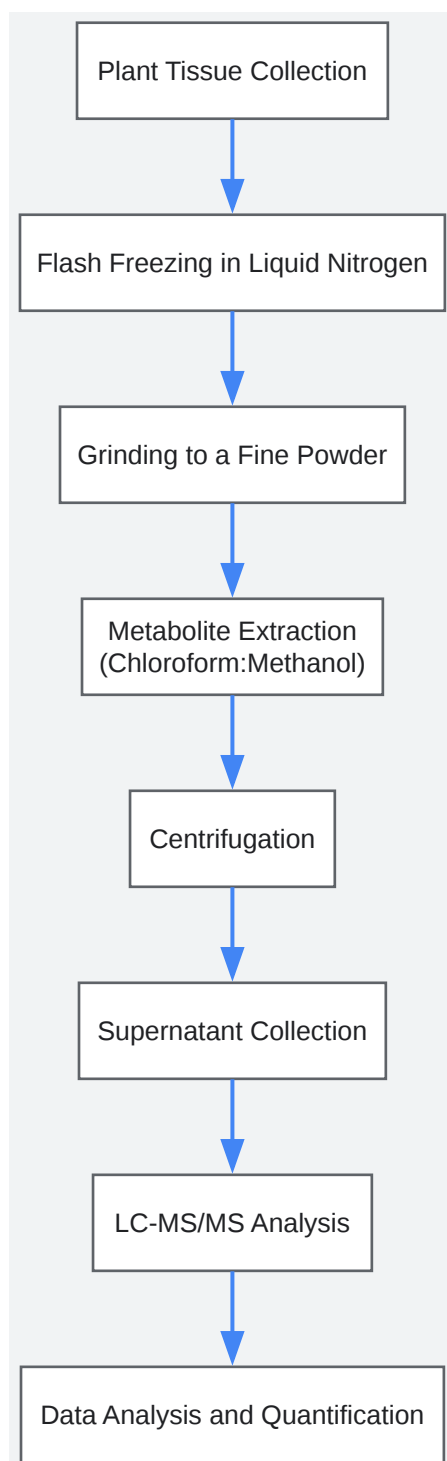 Plant Tissue Collection
Flash Freezing in Liquid Nitrogen
Grinding to a Fine Powder
Metabolite Extraction
(Chloroform:Methanol)
Centrifugation
Supernatant Collection
LC-MS/MS Analysis
Data Analysis and Quantification